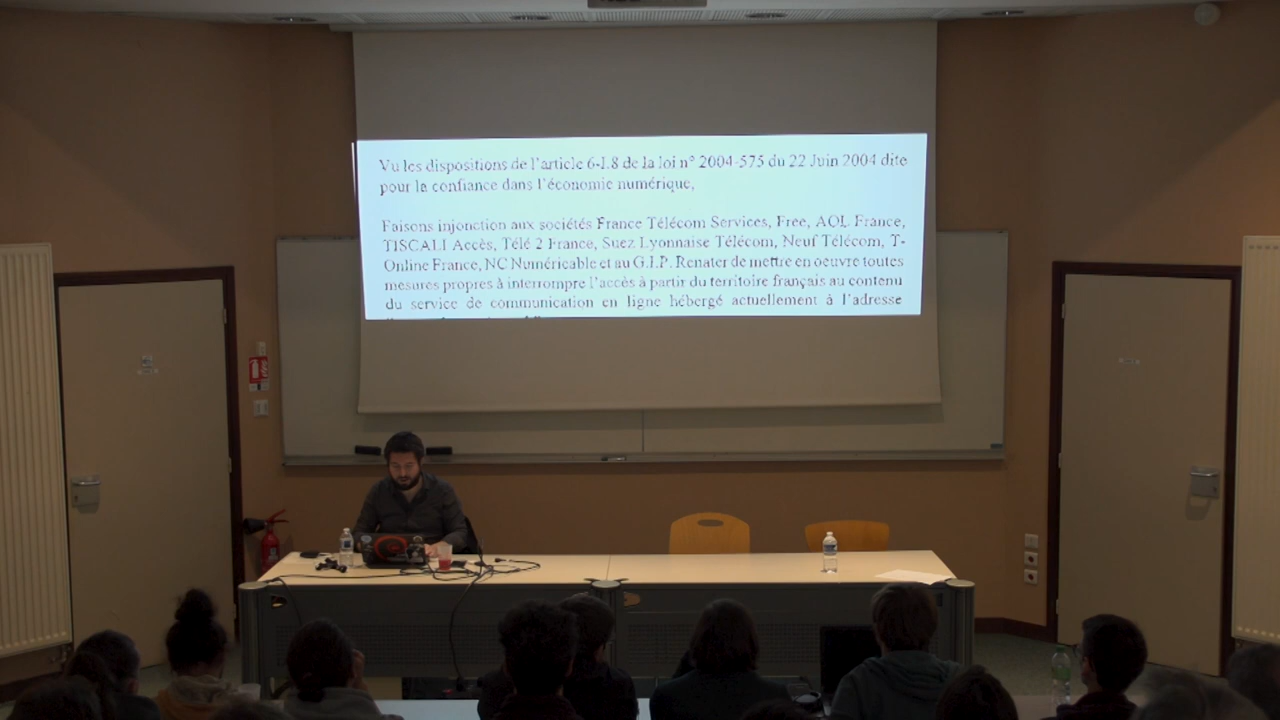 Vu les dispositions de l'article 6-I.8 de la loi n° 2004-575 du 22 Juin 2004 dite
pour la confiance dans l'économie numérique,
Faisons injonction aux sociétés France Télécom Services, Free, AOL France,
TISCALI Accès, Télé 2 France, Suez Lyonnaise Télécom, Neuf Télécom, T-
Online France, NC Numéricable et au G.I.P. Renater de mettre en oeuvre toutes
mesures propres à interrompre l'accès à partir du territoire français au contenu
du service de communication en ligne hébergé actuellement à l'adresse